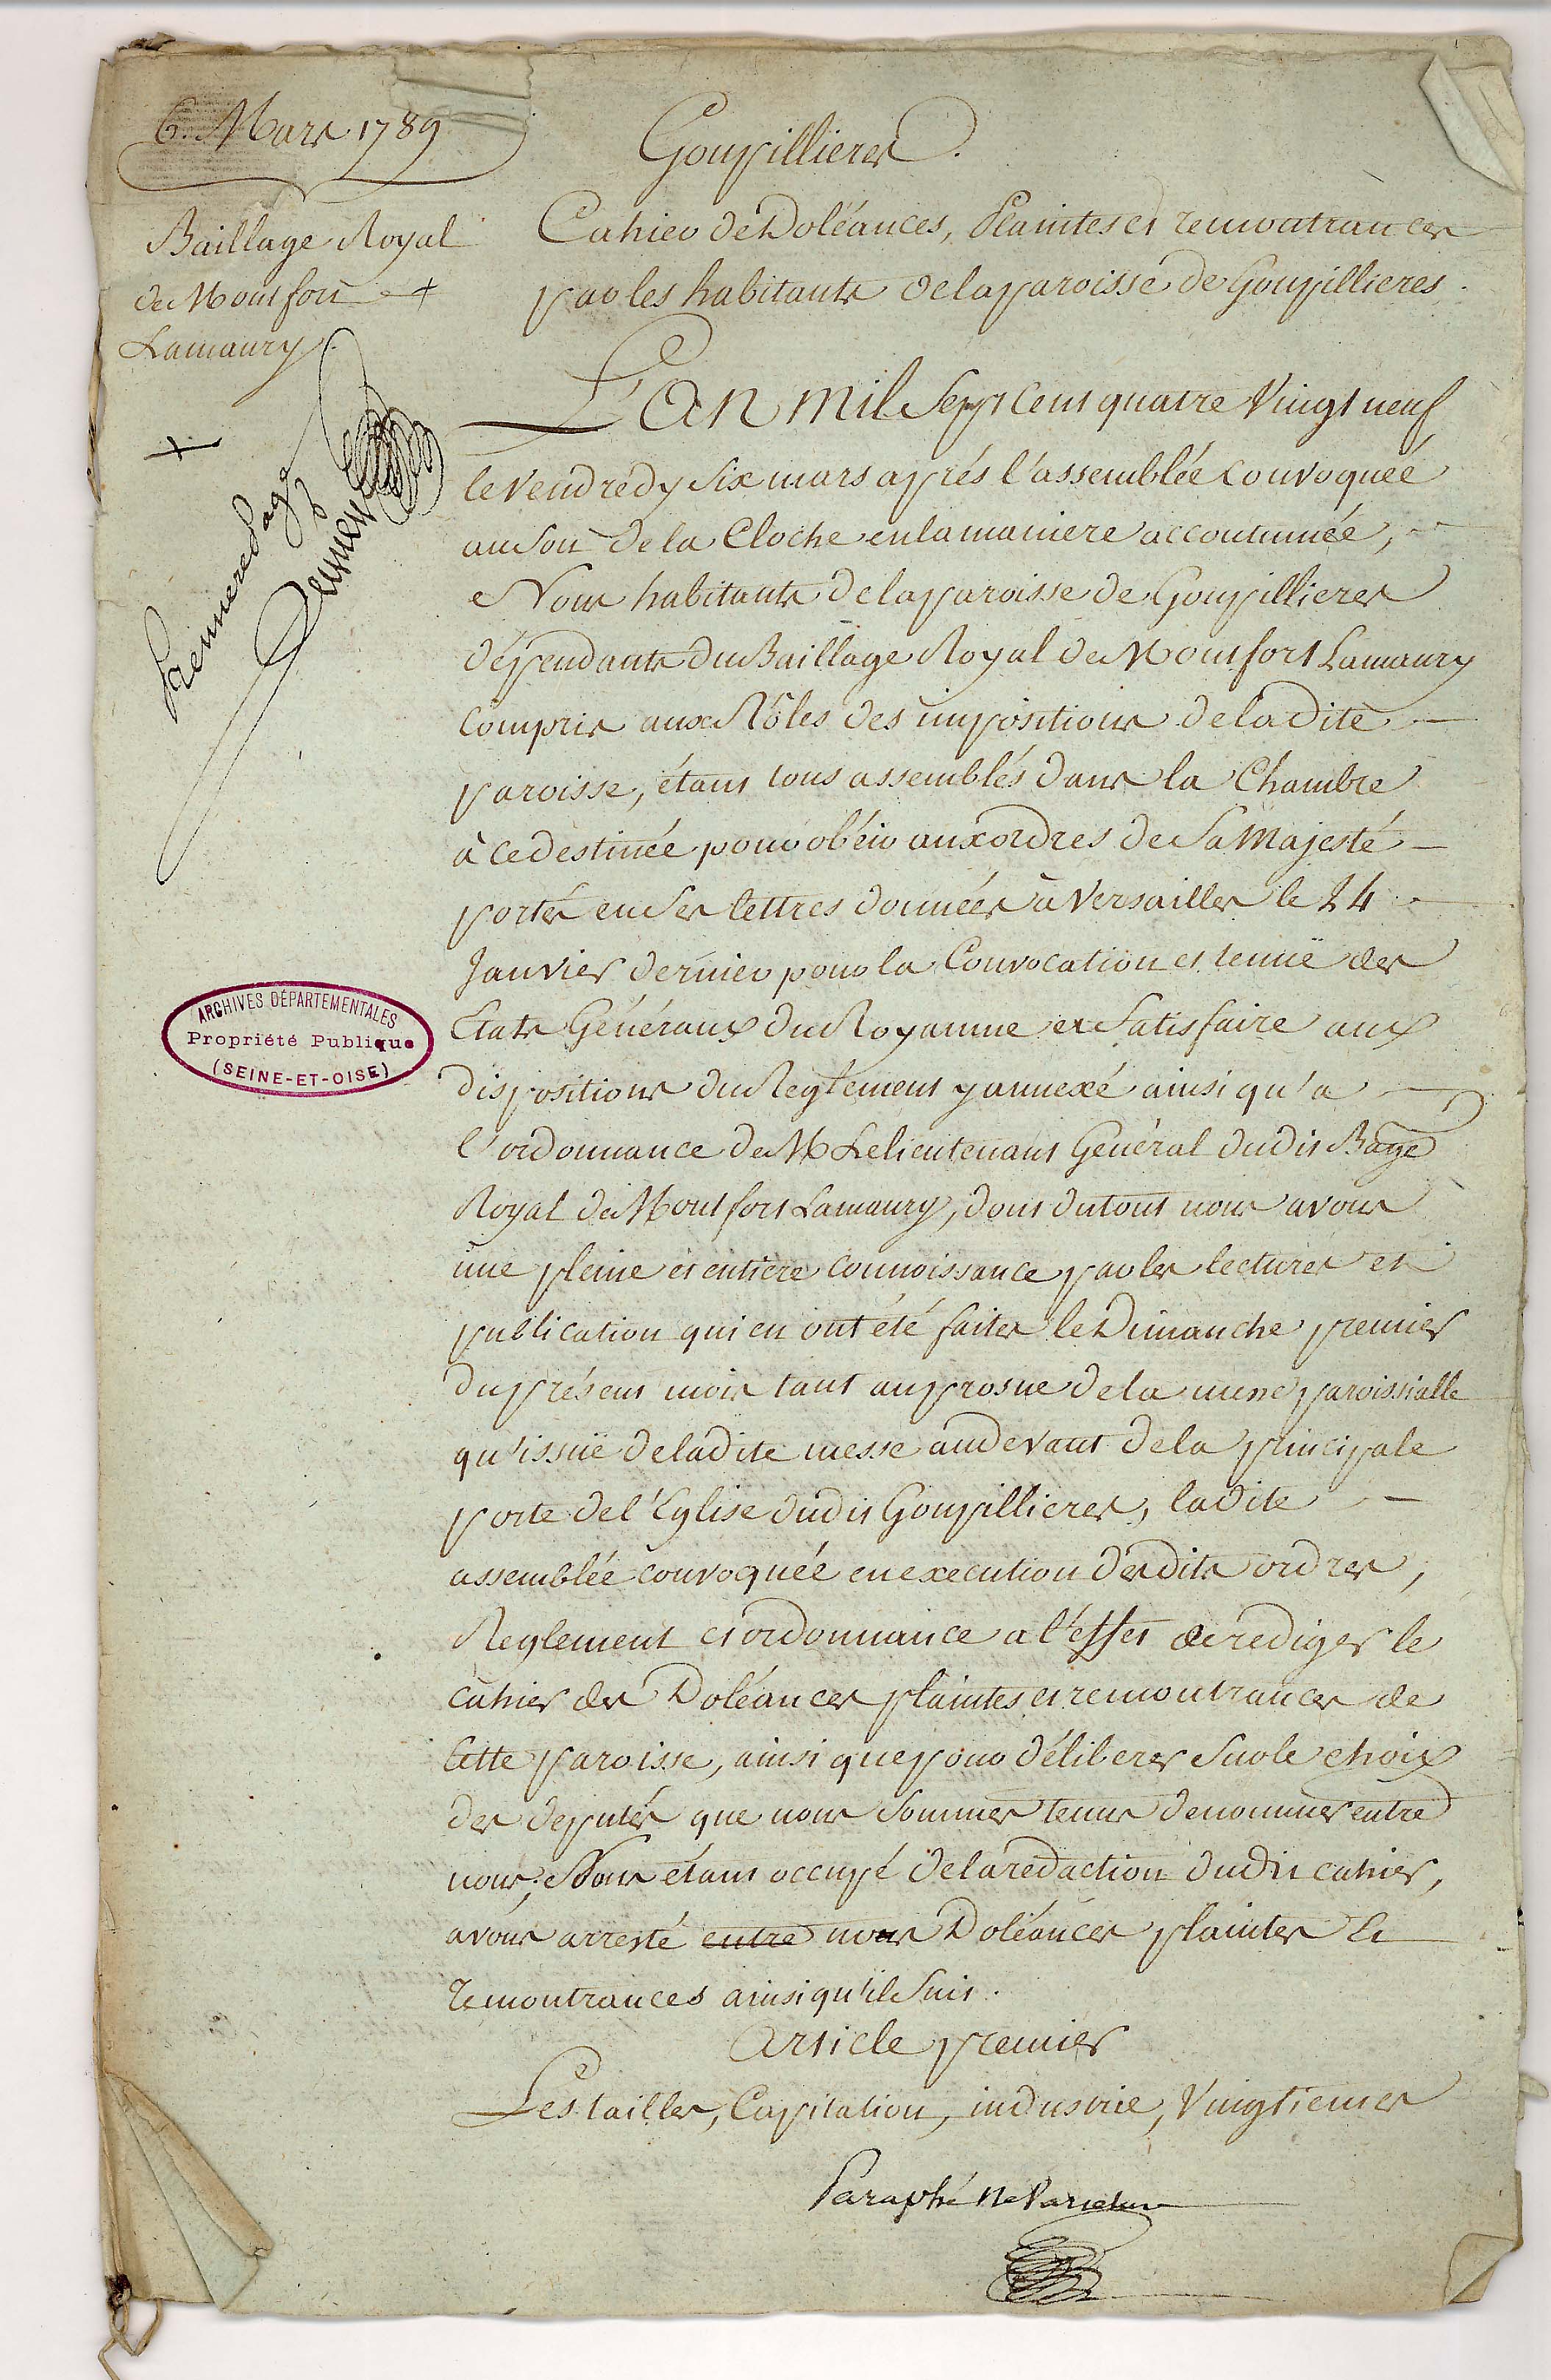 6. Mars 1789
Baillage Royal
de Montfort
Lamaury
premiere page
Goupillieres.
Cahier de Doléances, Plaintes et remontrances
par les habitants de la paroisse de Goupillieres.
L'an mil Sept cent quatre Vingt neuf
le vendredy Six mars aprés l'assemblée convoqueé
au son de la Cloche en la maniere accoutumée,
Nous habitants de la paroisse de Goupillieres
dépendante du Baillage Royal de Montfort Lamaury
Compris aux Rôles des impositions de la dite
paroisse, étant tous assemblés dans la Chambre
à ce destinée pour obéir aux ordres de Sa Majesté
portés en Ses lettres données à Versailles le 24
Janvier dernier pour la Convocation et tenuë des
Etats Généraux du Royaume et Satisfaire aux
dispositions du Reglement y annexé ainsi qu'a
l'ordonnance de M Le lieutenant Général dudit Bage
Royal de Montfort Lamaury, dont du tout nous avons
une pleine et entiere connoissance par les lectures et
publication qui en ont été faites le Dimanche premier
du présent mois tant au prosne de la messe paroissialle
qu'issuë de ladite messe au devant de la principale
porte de l'Eglise dudit Goupillieres, ladite
assemblée convoquée en execution desdits ordres,
Reglement et ordonnance a l'effet de rediger le
cahier des Doléances plaintes et remontrances de
Cette paroisse, ainsi que pour déliberer Sur le choix
des deputés que nous Sommes tenus de nommer entre
nous; Nous étant occupé de la redaction dudit cahier,
avons arresté entre nous Doléances plaintes et
remontrances ainsi qu'il Suit.
Article premier
Les tailles, Capitation, industrie, Vingtiemes
Paraphé Ne Varietur
ARCHIVES DÉPARTEMENTALES
Propriété Publique
(SEINE-ET-OISE)